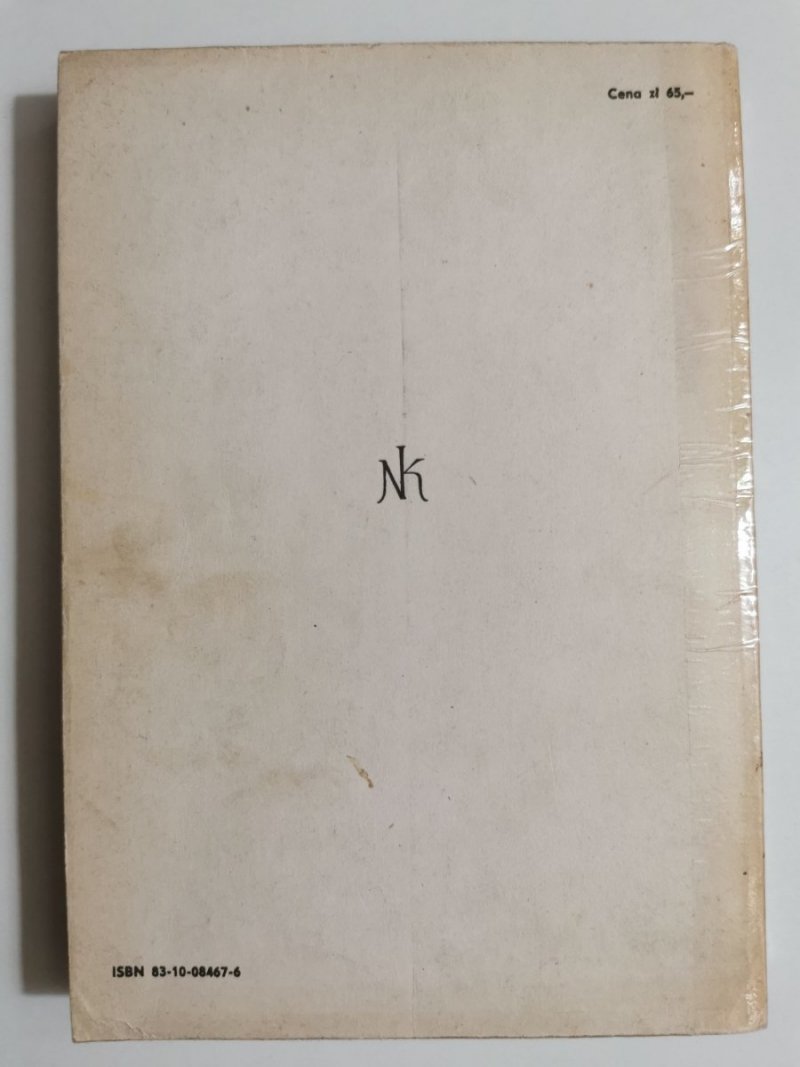 Cena zł 65,—
NK
ISBN 83-10-08467-6